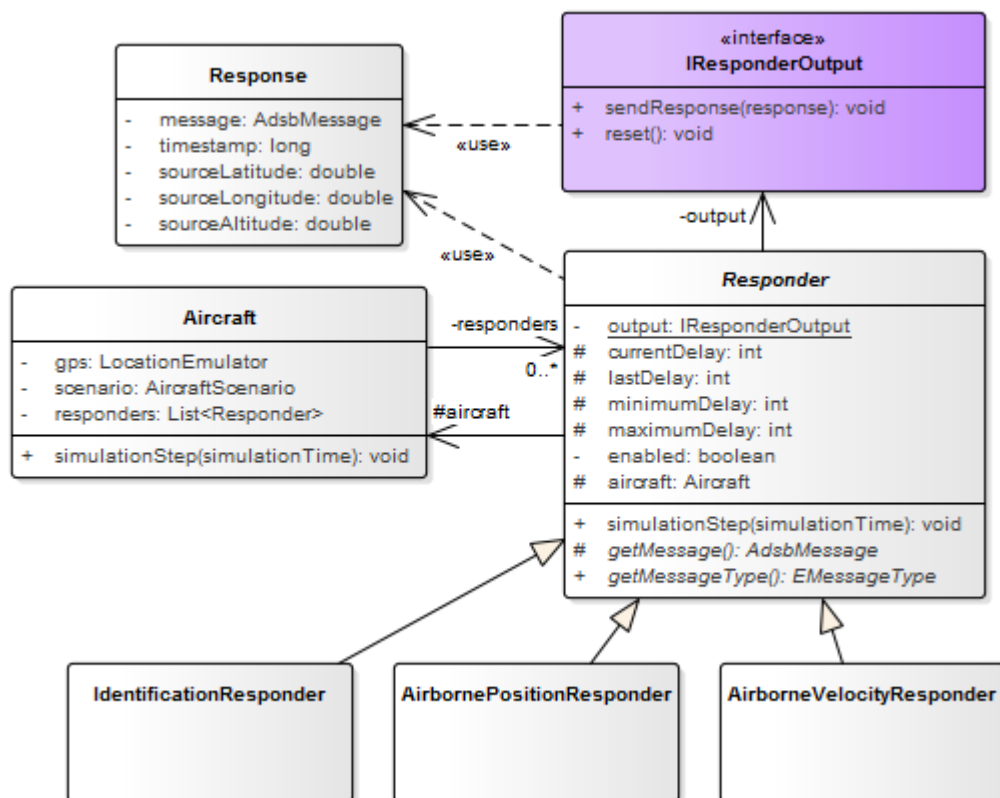 «interface»
IResponderOutput
+ sendResponse(response): void
+ reset(): void
Response
- message: AdsbMessage
- timestamp: long
- sourceLatitude: double
- sourceLongitude: double
- sourceAltitude: double
«use»
«use»
-output
Responder
- output: IResponderOutput
# currentDelay: int
# lastDelay: int
# minimumDelay: int
# maximumDelay: int
- enabled: boolean
# aircraft: Aircraft
+ simulationStep(simulationTime): void
# getMessage(): AdsbMessage
+ getMessageType(): EMessageType
Aircraft
- gps: LocationEmulator
- scenario: AircraftScenario
- responders: List<Responder>
+ simulationStep(simulationTime): void
-responders
0..*
#aircraft
IdentificationResponder
AirbornePositionResponder
AirborneVelocityResponder